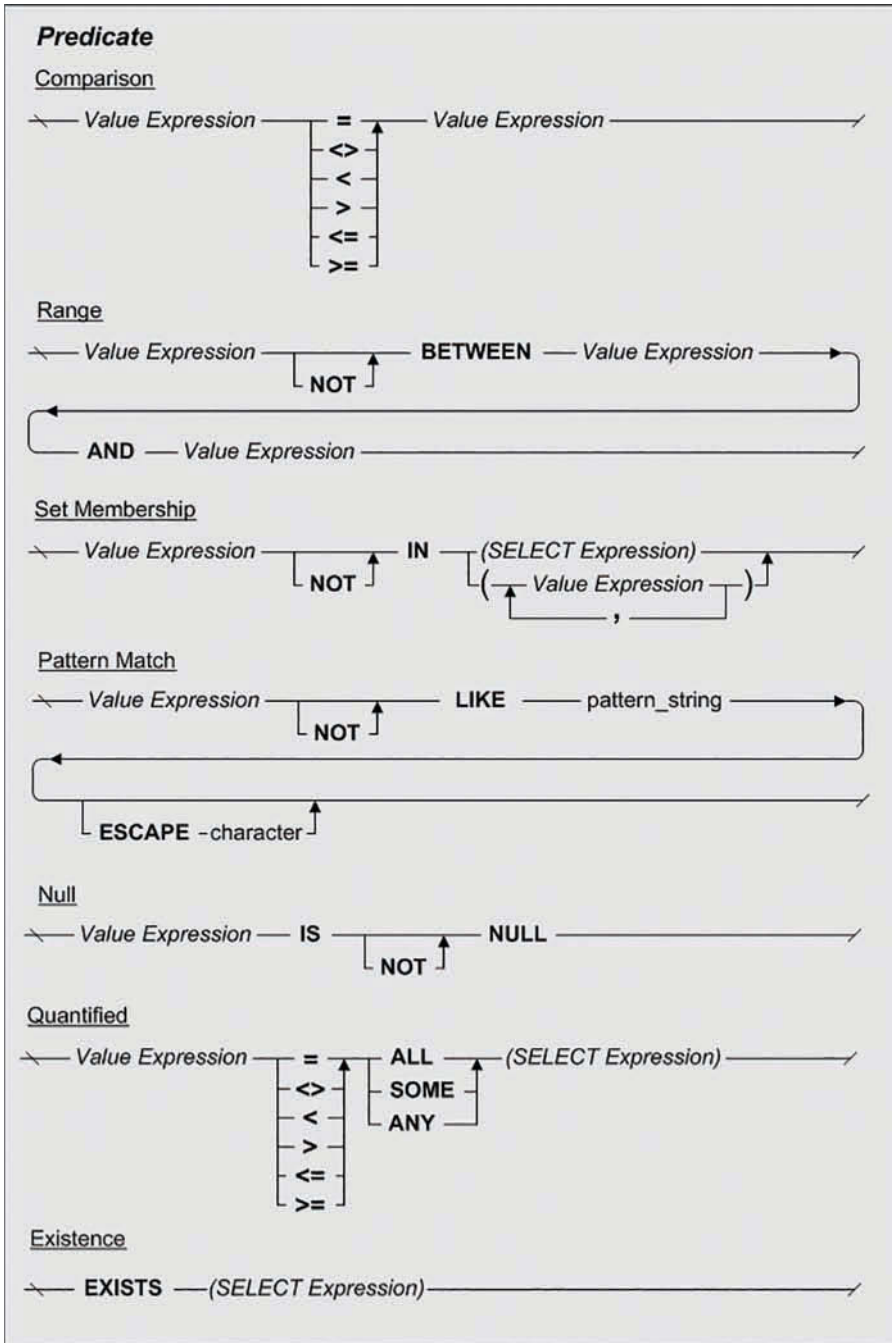 Predicate
Comparison
Value Expression = Value Expression
<>
<
>
<=
>=
Range
Value Expression BETWEEN Value Expression
NOT
AND Value Expression
Set Membership
Value Expression IN (SELECT Expression)
NOT ( Value Expression )
,
Pattern Match
Value Expression LIKE pattern_string
NOT
ESCAPE character
Null
Value Expression IS NULL
NOT
Quantified
Value Expression = ALL (SELECT Expression)
<> SOME
< ANY
>
<=
>=
Existence
EXISTS (SELECT Expression)